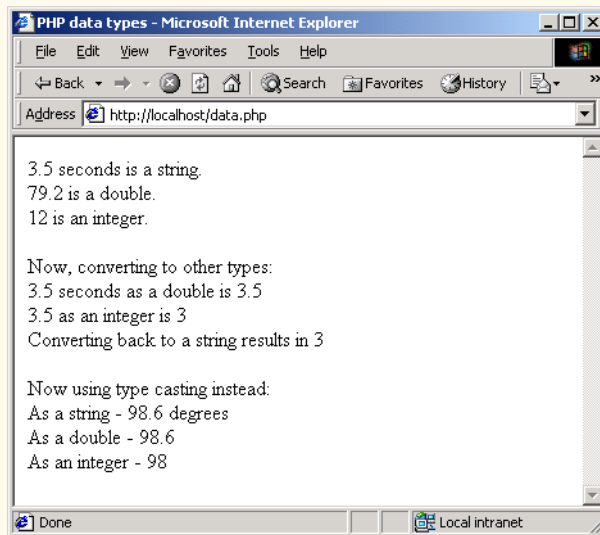 PHP data types - Microsoft Internet Explorer
File Edit View Favorites Tools Help
Back Search Favorites History »
Address http://localhost/data.php
3.5 seconds is a string.
79.2 is a double.
12 is an integer.
Now, converting to other types:
3.5 seconds as a double is 3.5
3.5 as an integer is 3
Converting back to a string results in 3
Now using type casting instead:
As a string - 98.6 degrees
As a double - 98.6
As an integer - 98
Done Local intranet